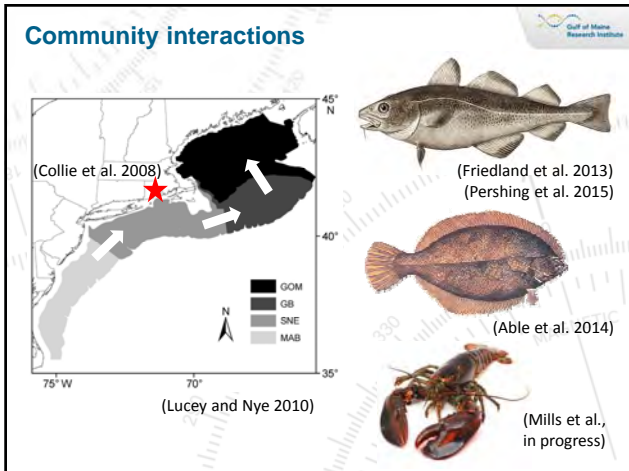 Community interactions
Gulf of Maine
Research Institute
45°
N
(Collie et al. 2008)
40°
GOM
GB
N
SNE
MAB
35°
75° W
70°
(Lucey and Nye 2010)
(Friedland et al. 2013)
(Pershing et al. 2015)
(Able et al. 2014)
(Mills et al.,
in progress)
330
MAGNETIC